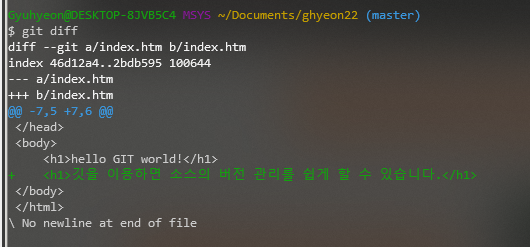 Gyuhyeon@DESKTOP-8JVB5C4 MSYS ~/Documents/ghyeon22 (master)
$ git diff
diff --git a/index.htm b/index.htm
index 46d12a4..2bdb595 100644
--- a/index.htm
+++ b/index.htm
@@ -7,5 +7,6 @@
 </head>
 <body>
     <h1>hello GIT world!</h1>
+    <h1>깃을 이용하면 소스의 버전 관리를 쉽게 할 수 있습니다.</h1>
 </body>
 </html>
\ No newline at end of file